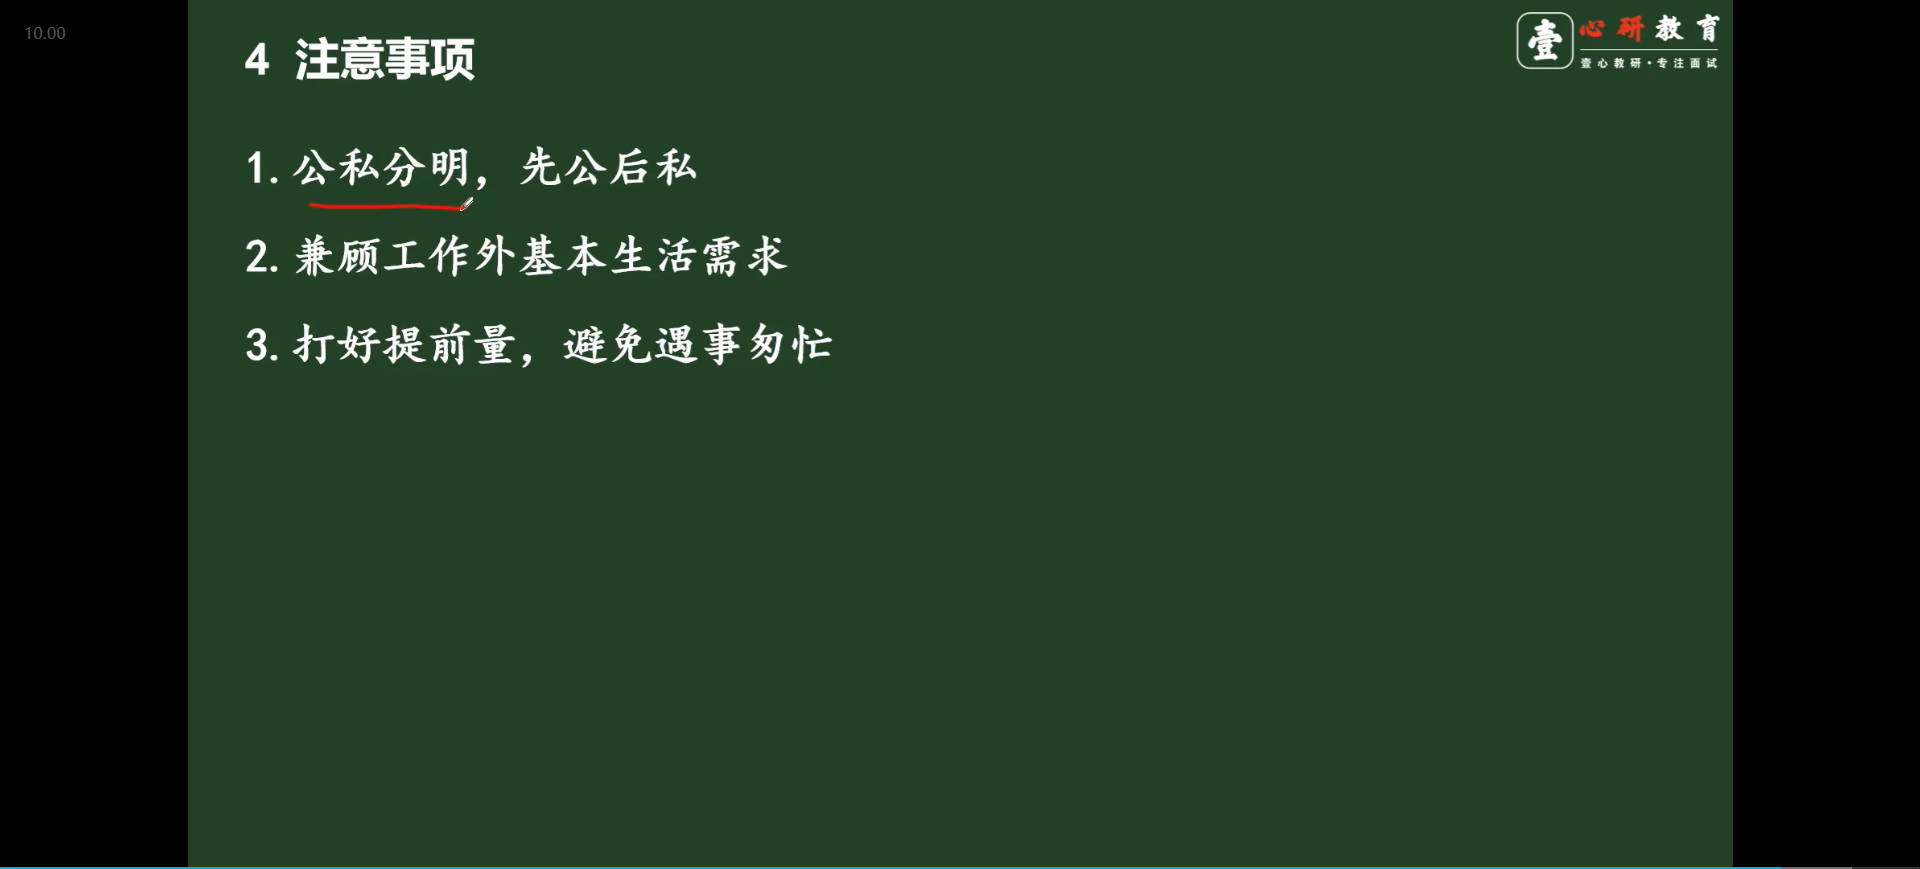 10.00
4 注意事项
壹 心研教育
壹心教研·专注面试
1. 公私分明，先公后私
2. 兼顾工作外基本生活需求
3. 打好提前量，避免遇事匆忙